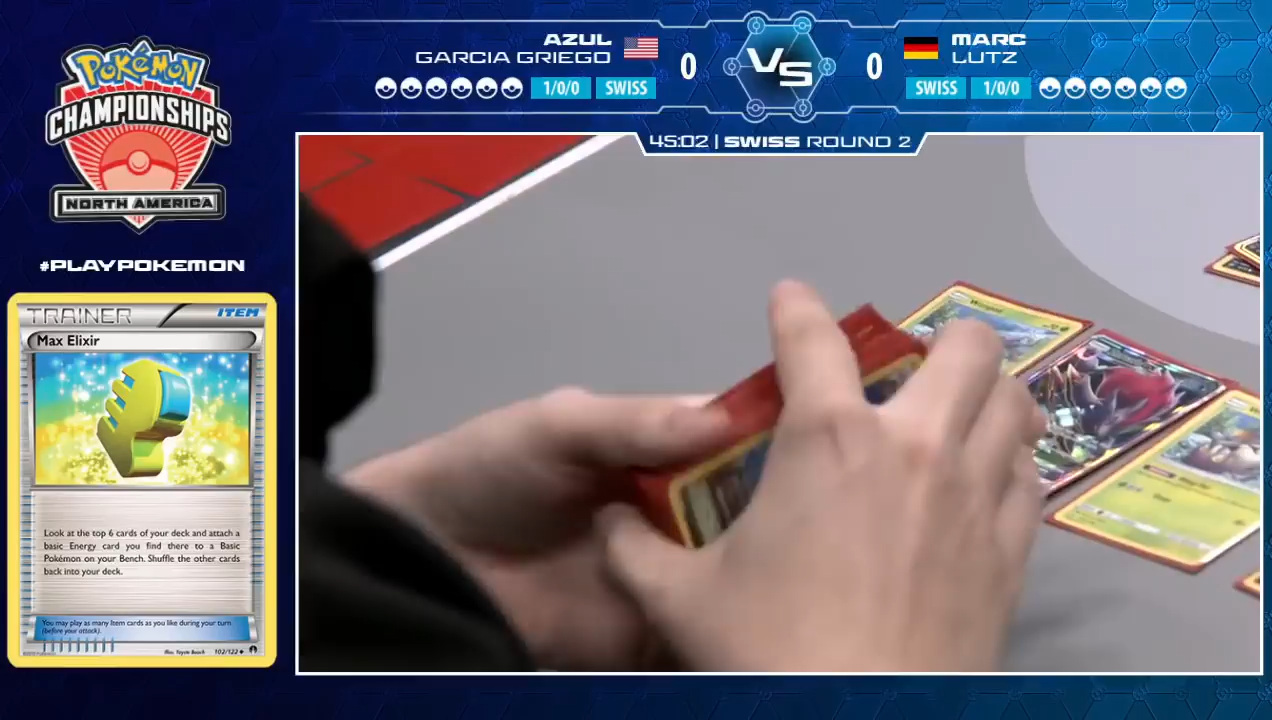 Pokémon
CHAMPIONSHIPS
NORTH AMERICA
#PLAYPOKEMON
AZUL
GARCIA GRIEGO
0
1/0/0
SWISS
VS
0
MARC
LUTZ
SWISS
1/0/0
45:02 | SWISS ROUND 2
TRAINER
ITEM
Max Elixir
Look at the top 6 cards of your deck and attach a
basic Energy card you find there to a Basic
Pokémon on your Bench. Shuffle the other cards
back into your deck.
You may play as many Item cards as you like during your turn
(before your attack).
102/122